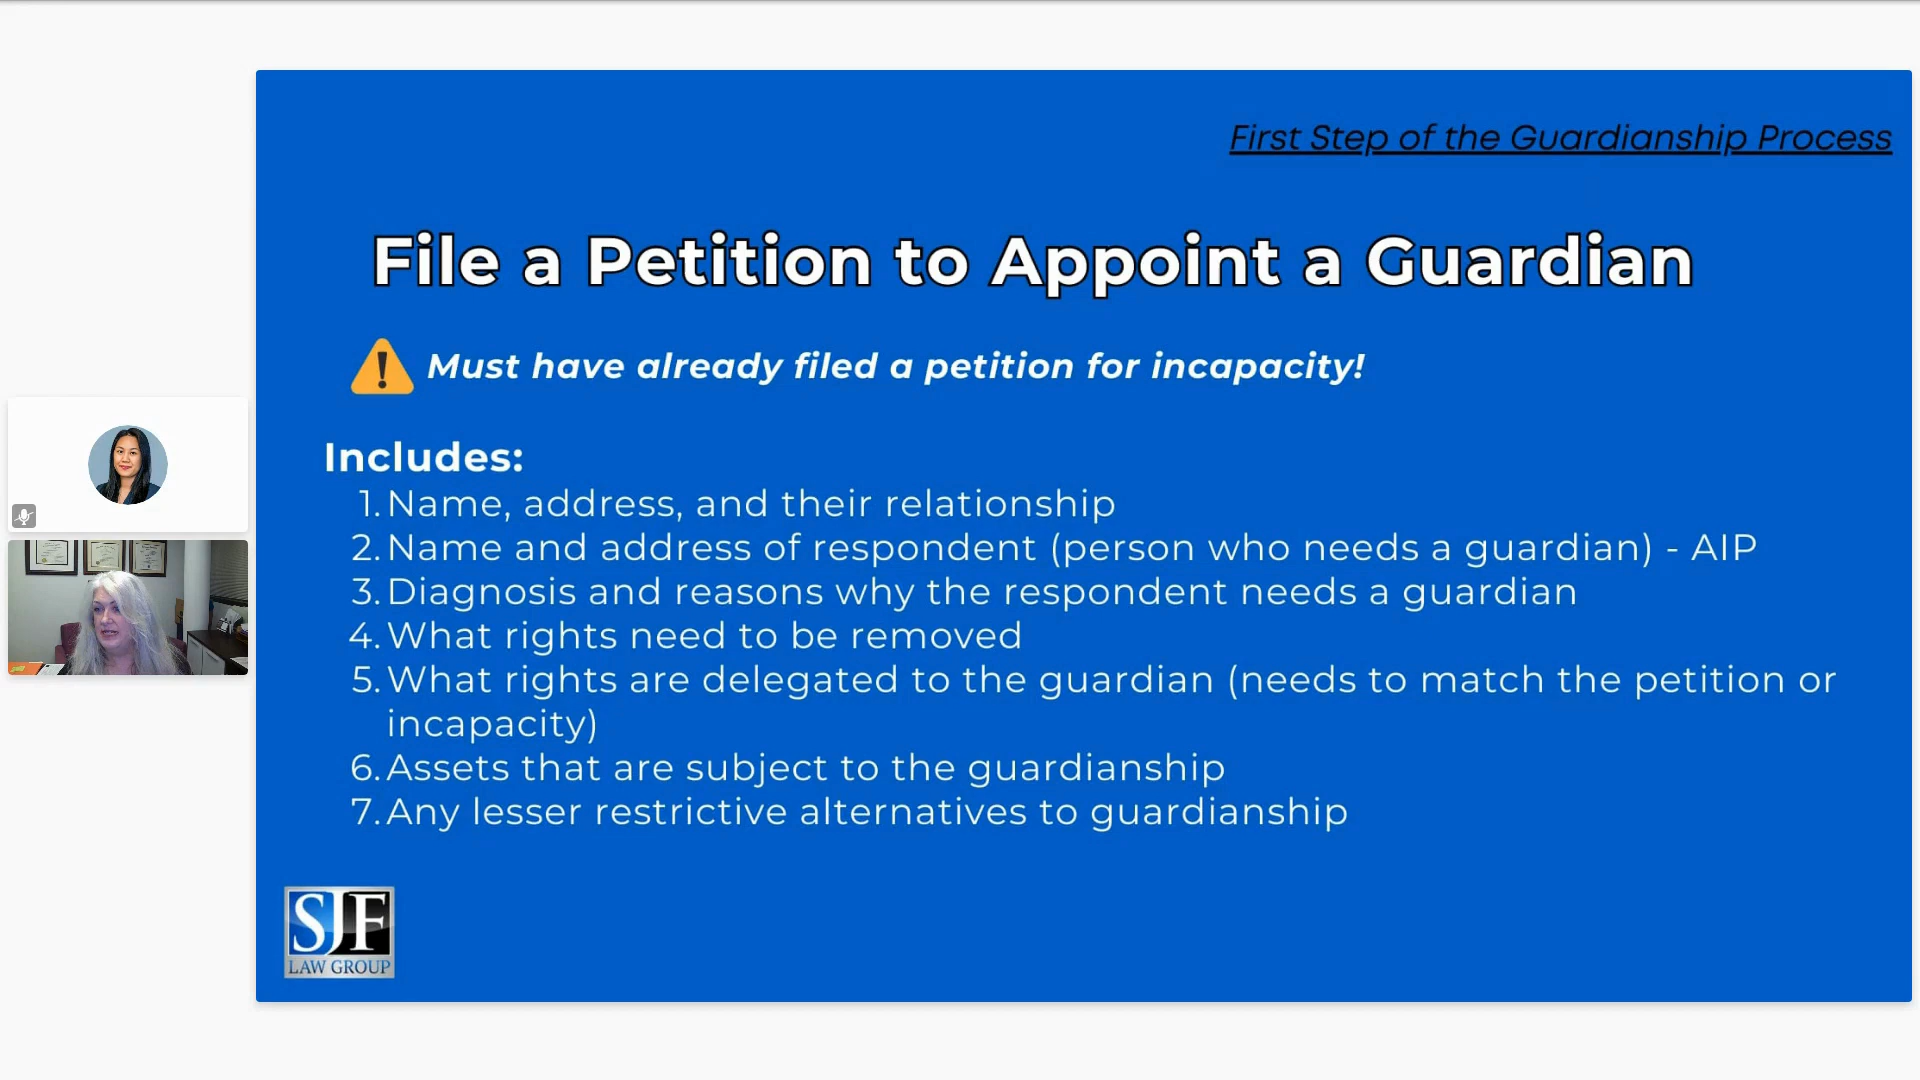 First Step of the Guardianship Process
File a Petition to Appoint a Guardian
Must have already filed a petition for incapacity!
Includes:
1. Name, address, and their relationship
2. Name and address of respondent (person who needs a guardian) - AIP
3. Diagnosis and reasons why the respondent needs a guardian
4. What rights need to be removed
5. What rights are delegated to the guardian (needs to match the petition or
incapacity)
6. Assets that are subject to the guardianship
7. Any lesser restrictive alternatives to guardianship
SJF
LAW GROUP